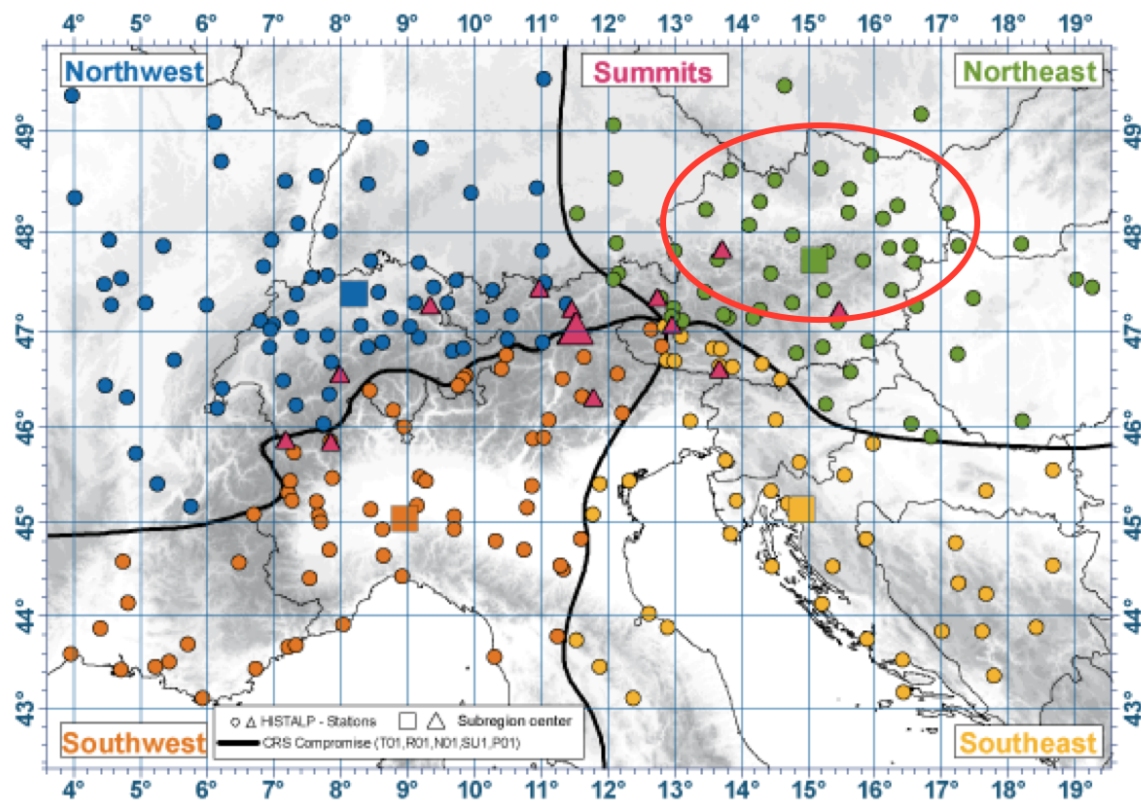 4° 5° 6° 7° 8° 9° 10° 11° 12° 13° 14° 15° 16° 17° 18° 19°
Northwest Summits Northeast
49° 49°
48° 48°
47° 47°
46° 46°
45° 45°
44° 44°
43° 43°
HISTALP - Stations Subregion center
CRS Compromise (T01,R01,N01,SU1,P01)
Southwest Southeast
4° 5° 6° 7° 8° 9° 10° 11° 12° 13° 14° 15° 16° 17° 18° 19°